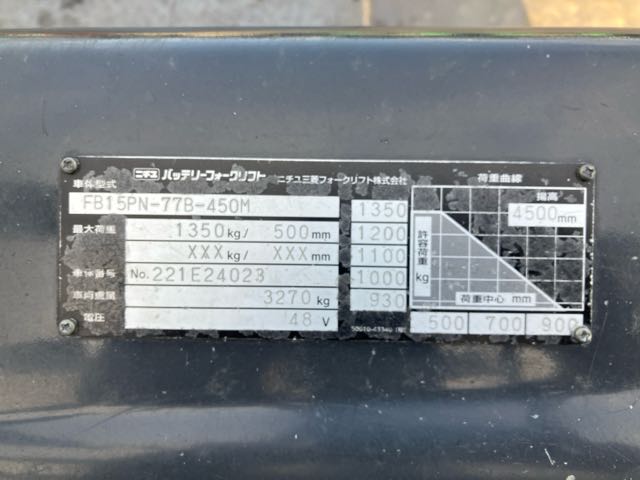 ニチユ バッテリーフォークリフト ニチユ三菱フォークリフト株式会社
車体型式 FB15PN-77B-450M
最大荷重 1350 kg/ 500 mm
XXX kg/ XXX mm
車体番号 No. 221E24023
車両重量 3270 kg
電圧 48 V
荷重曲線
揚高
4500 mm
1350
1200
1100
1000
930
許容荷重 kg
荷重中心 mm
500 700 900